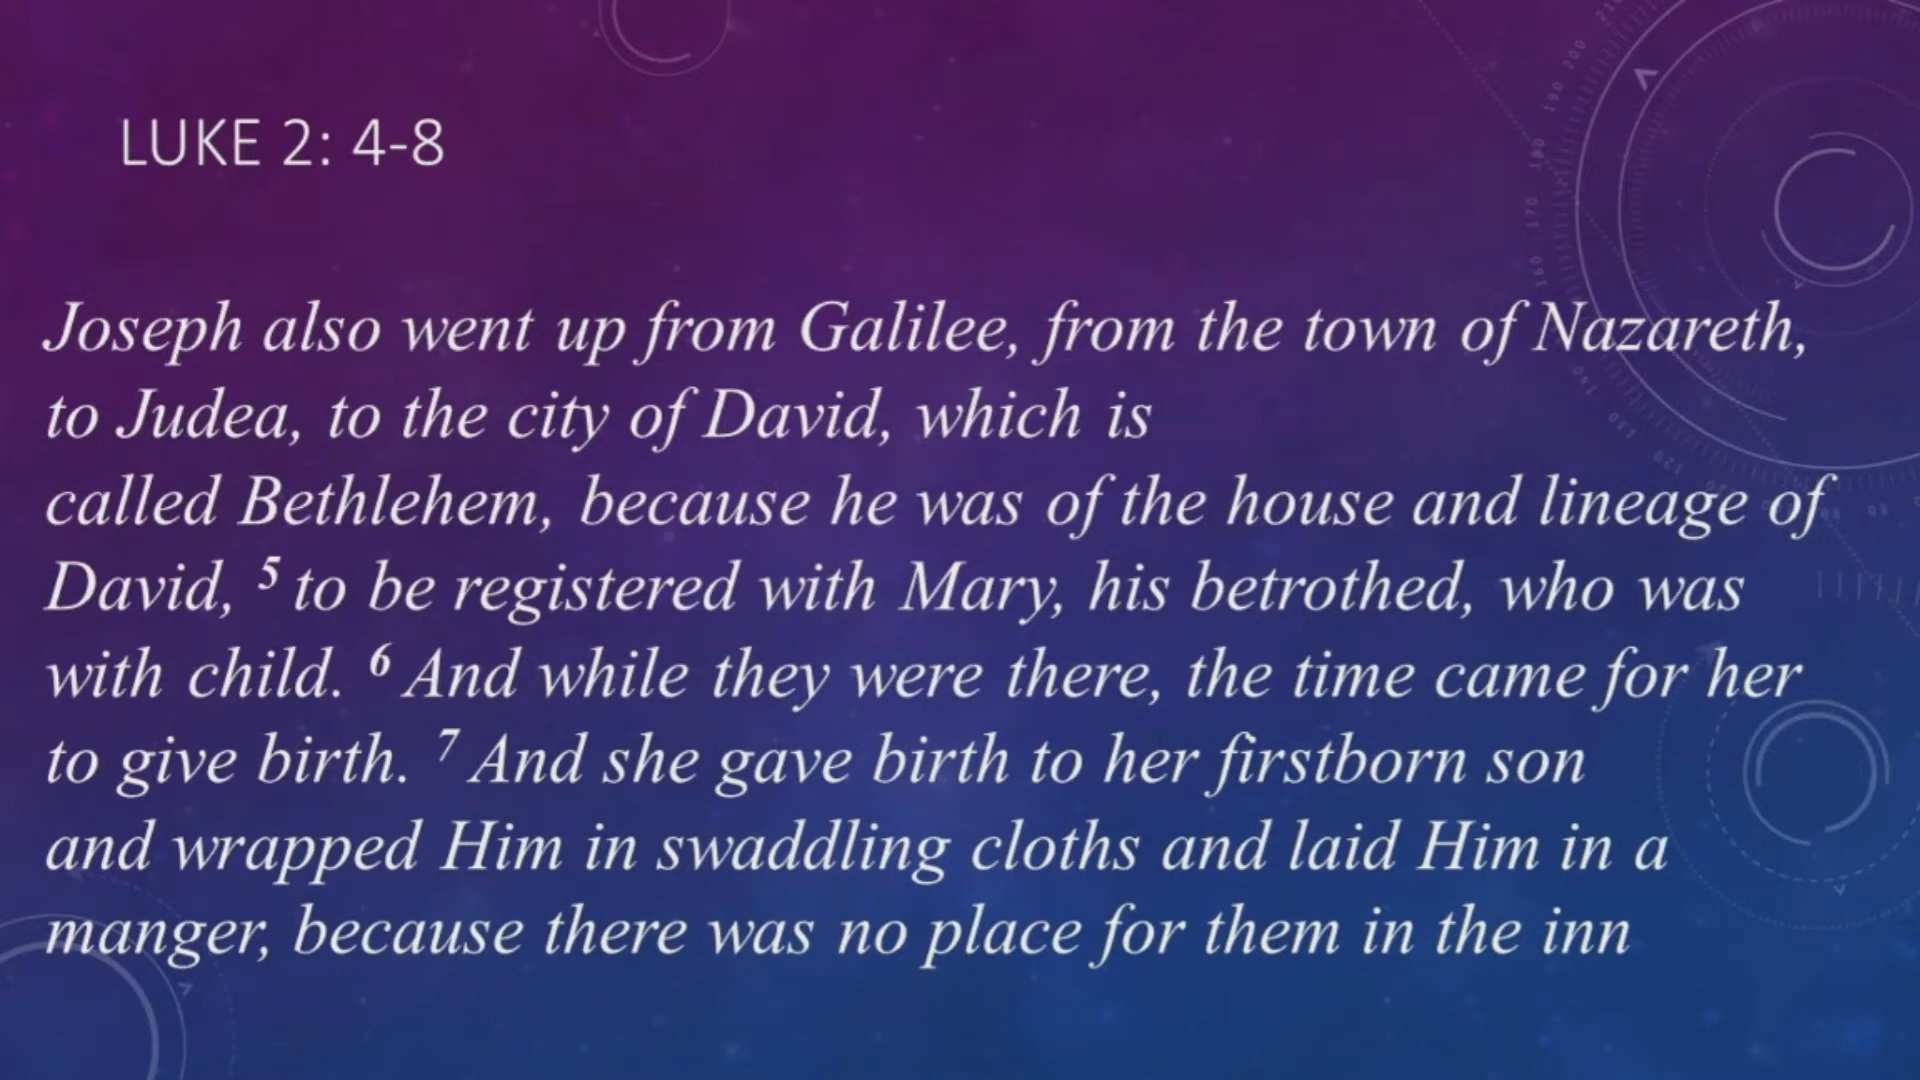 LUKE 2: 4-8
Joseph also went up from Galilee, from the town of Nazareth,
to Judea, to the city of David, which is
called Bethlehem, because he was of the house and lineage of
David, 5 to be registered with Mary, his betrothed, who was
with child. 6 And while they were there, the time came for her
to give birth. 7 And she gave birth to her firstborn son
and wrapped Him in swaddling cloths and laid Him in a
manger, because there was no place for them in the inn